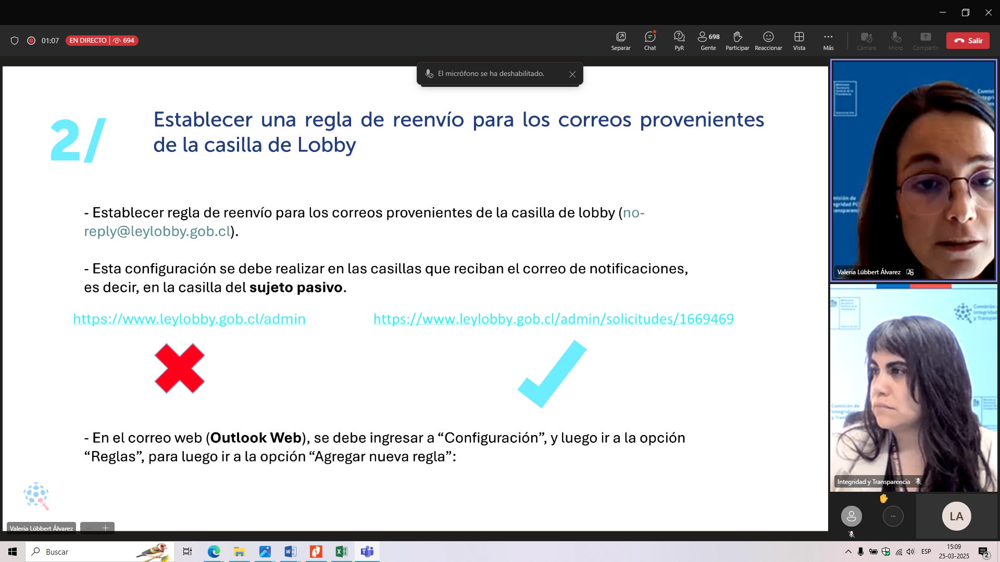 01:07
EN DIRECTO | 694
Separar
Chat
PyR
698
Gente
Participar
Reaccionar
Vista
Más
Cámara
Micro
Compartir
Salir
El micrófono se ha deshabilitado.
2/
Establecer una regla de reenvío para los correos provenientes
de la casilla de Lobby
- Establecer regla de reenvío para los correos provenientes de la casilla de lobby (no-
reply@leylobby.gob.cl).
- Esta configuración se debe realizar en las casillas que reciban el correo de notificaciones,
es decir, en la casilla del sujeto pasivo.
https://www.leylobby.gob.cl/admin
https://www.leylobby.gob.cl/admin/solicitudes/1669469
- En el correo web (Outlook Web), se debe ingresar a “Configuración”, y luego ir a la opción
“Reglas”, para luego ir a la opción “Agregar nueva regla”:
Valeria Lübbert Álvarez
Valeria Lübbert Álvarez
Integridad y Transparencia
LA
Buscar
ESP
15:09
25-03-2025
2